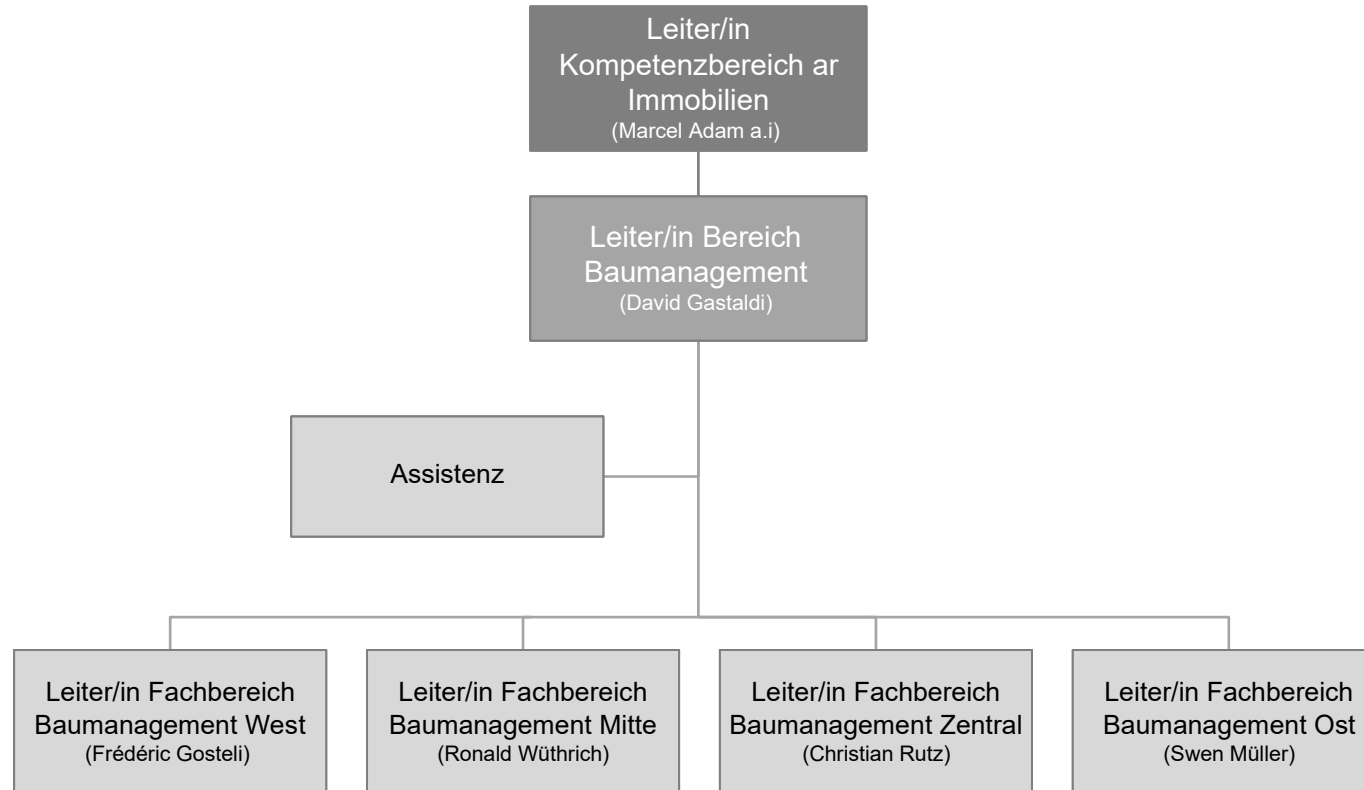 Leiter/in
Kompetenzbereich ar
Immobilien
(Marcel Adam a.i)
Leiter/in Bereich
Baumanagement
(David Gastaldi)
Assistenz
Leiter/in Fachbereich
Baumanagement West
(Frédéric Gosteli)
Leiter/in Fachbereich
Baumanagement Mitte
(Ronald Wüthrich)
Leiter/in Fachbereich
Baumanagement Zentral
(Christian Rutz)
Leiter/in Fachbereich
Baumanagement Ost
(Swen Müller)